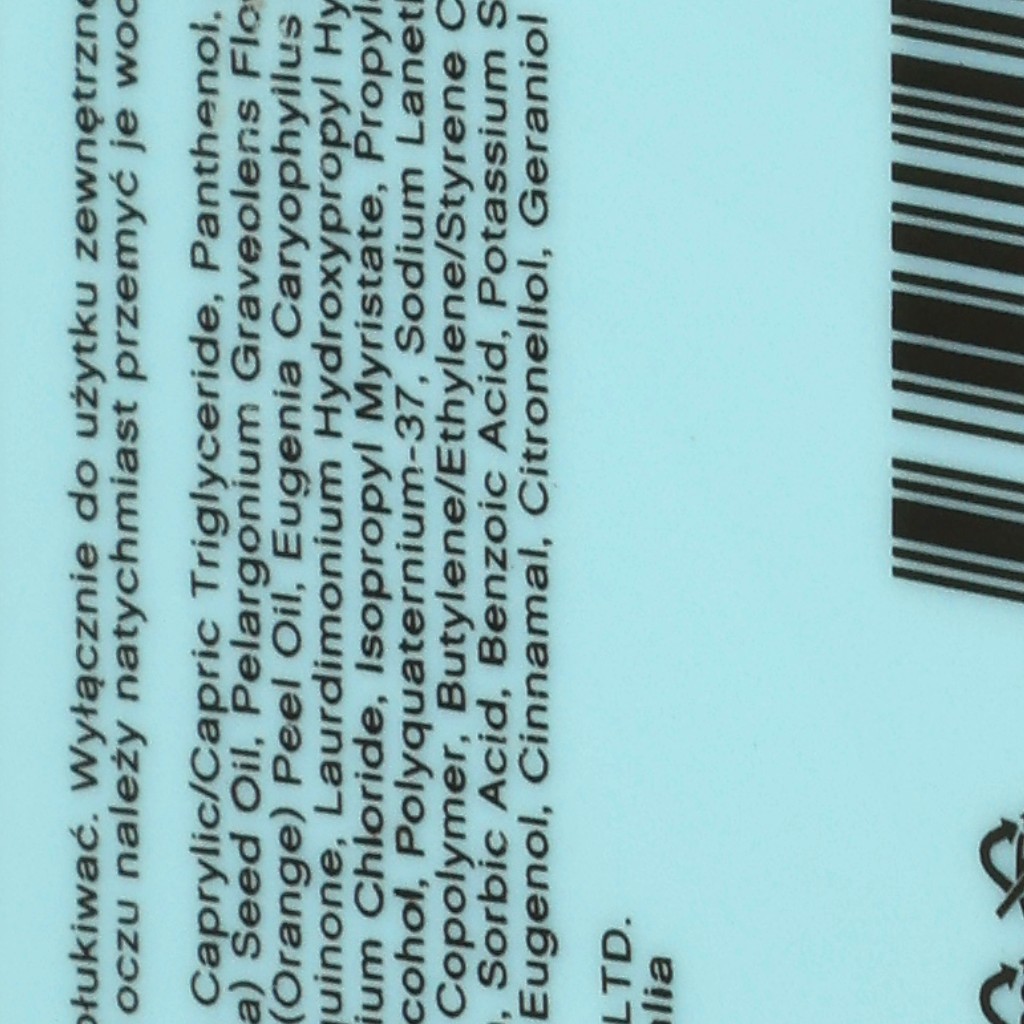 płukiwać. Wyłącznie do użytku zewnętrzne
oczu należy natychmiast przemyć je wod
Caprylic/Capric Triglyceride, Panthenol,
a) Seed Oil, Pelargonium Graveolens Flo
(Orange) Peel Oil, Eugenia Caryophyllus
quinone, Laurdimonium Hydroxypropyl Hy
ium Chloride, Isopropyl Myristate, Propyl
cohol, Polyquaternium-37, Sodium Laneth
Copolymer, Butylene/Ethylene/Styrene C
, Sorbic Acid, Benzoic Acid, Potassium S
Eugenol, Cinnamal, Citronellol, Geraniol
LTD.
lia